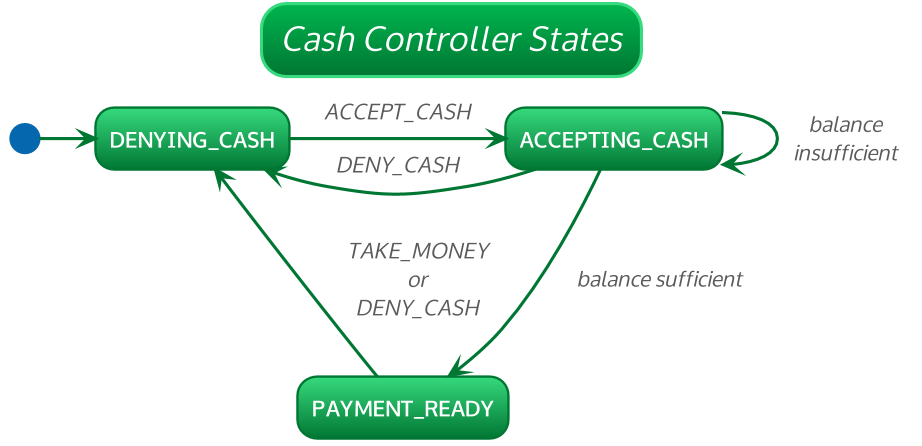 Cash Controller States
DENYING_CASH
ACCEPT_CASH
ACCEPTING_CASH
balance
insufficient
DENY_CASH
TAKE_MONEY
or
DENY_CASH
balance sufficient
PAYMENT_READY